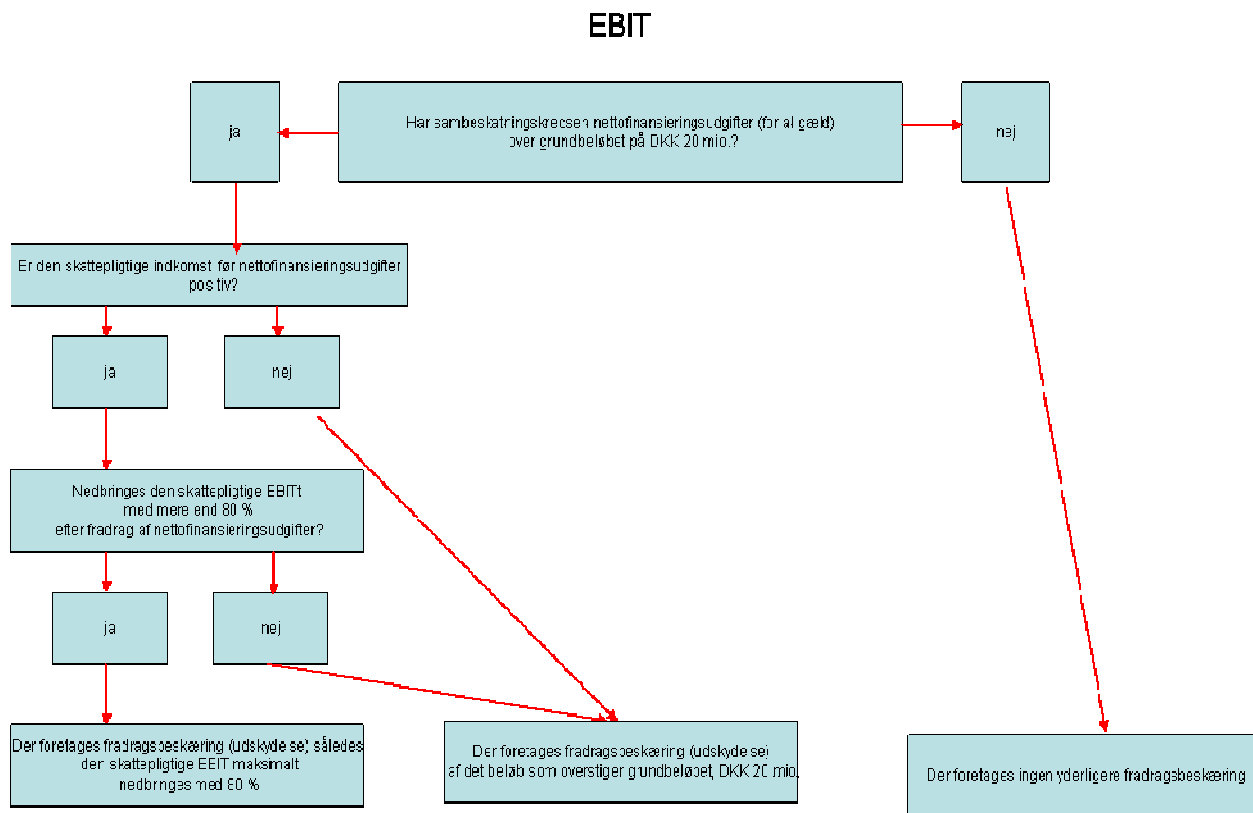 EBIT
ja
Har sambeskatningskredsen nettofinansieringsudgifter (for al gæld)
over grundbeløbet på DKK 20 mio.?
nej
Er den skattepligtige indkomst før nettofinansieringsudgifter
positiv?
ja
nej
Nedbringes den skattepligtige EBITt
med mere end 80 %
efter fradrag af nettofinansieringsudgifter?
ja
nej
Der foretages fradragsbeskæring (udskydelse) således
den skattepligtige EBIT maksimalt
nedbringes med 80 %
Der foretages fradragsbeskæring (udskydelse)
af det beløb som overstiger grundbeløbet, DKK 20 mio.
Der foretages ingen yderligere fradragsbeskæring